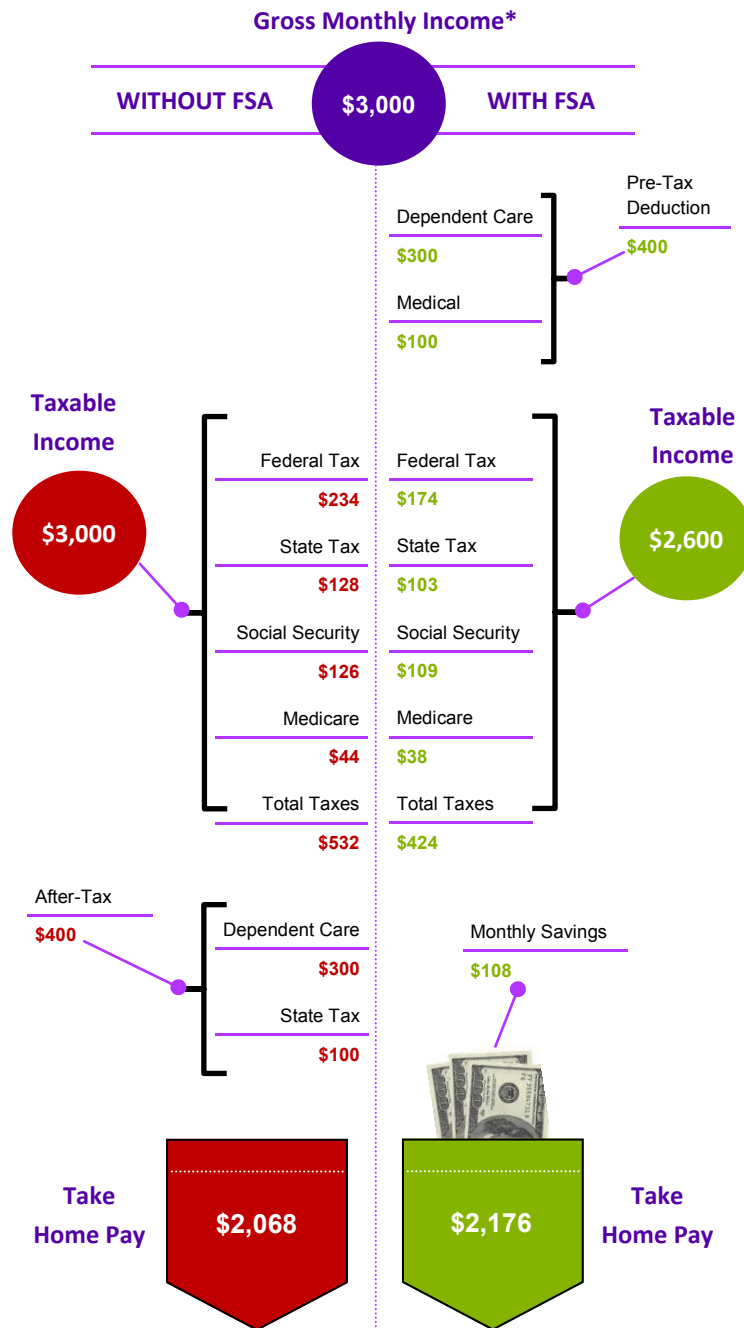 Gross Monthly Income*
WITHOUT FSA
$3,000
WITH FSA
Pre-Tax
Deduction
$400
Dependent Care
$300
Medical
$100
Taxable
Income
$3,000
Federal Tax
$234
State Tax
$128
Social Security
$126
Medicare
$44
Total Taxes
$532
Federal Tax
$174
State Tax
$103
Social Security
$109
Medicare
$38
Total Taxes
$424
Taxable
Income
$2,600
After-Tax
$400
Dependent Care
$300
State Tax
$100
Monthly Savings
$108
Take
Home Pay
$2,068
$2,176
Take
Home Pay